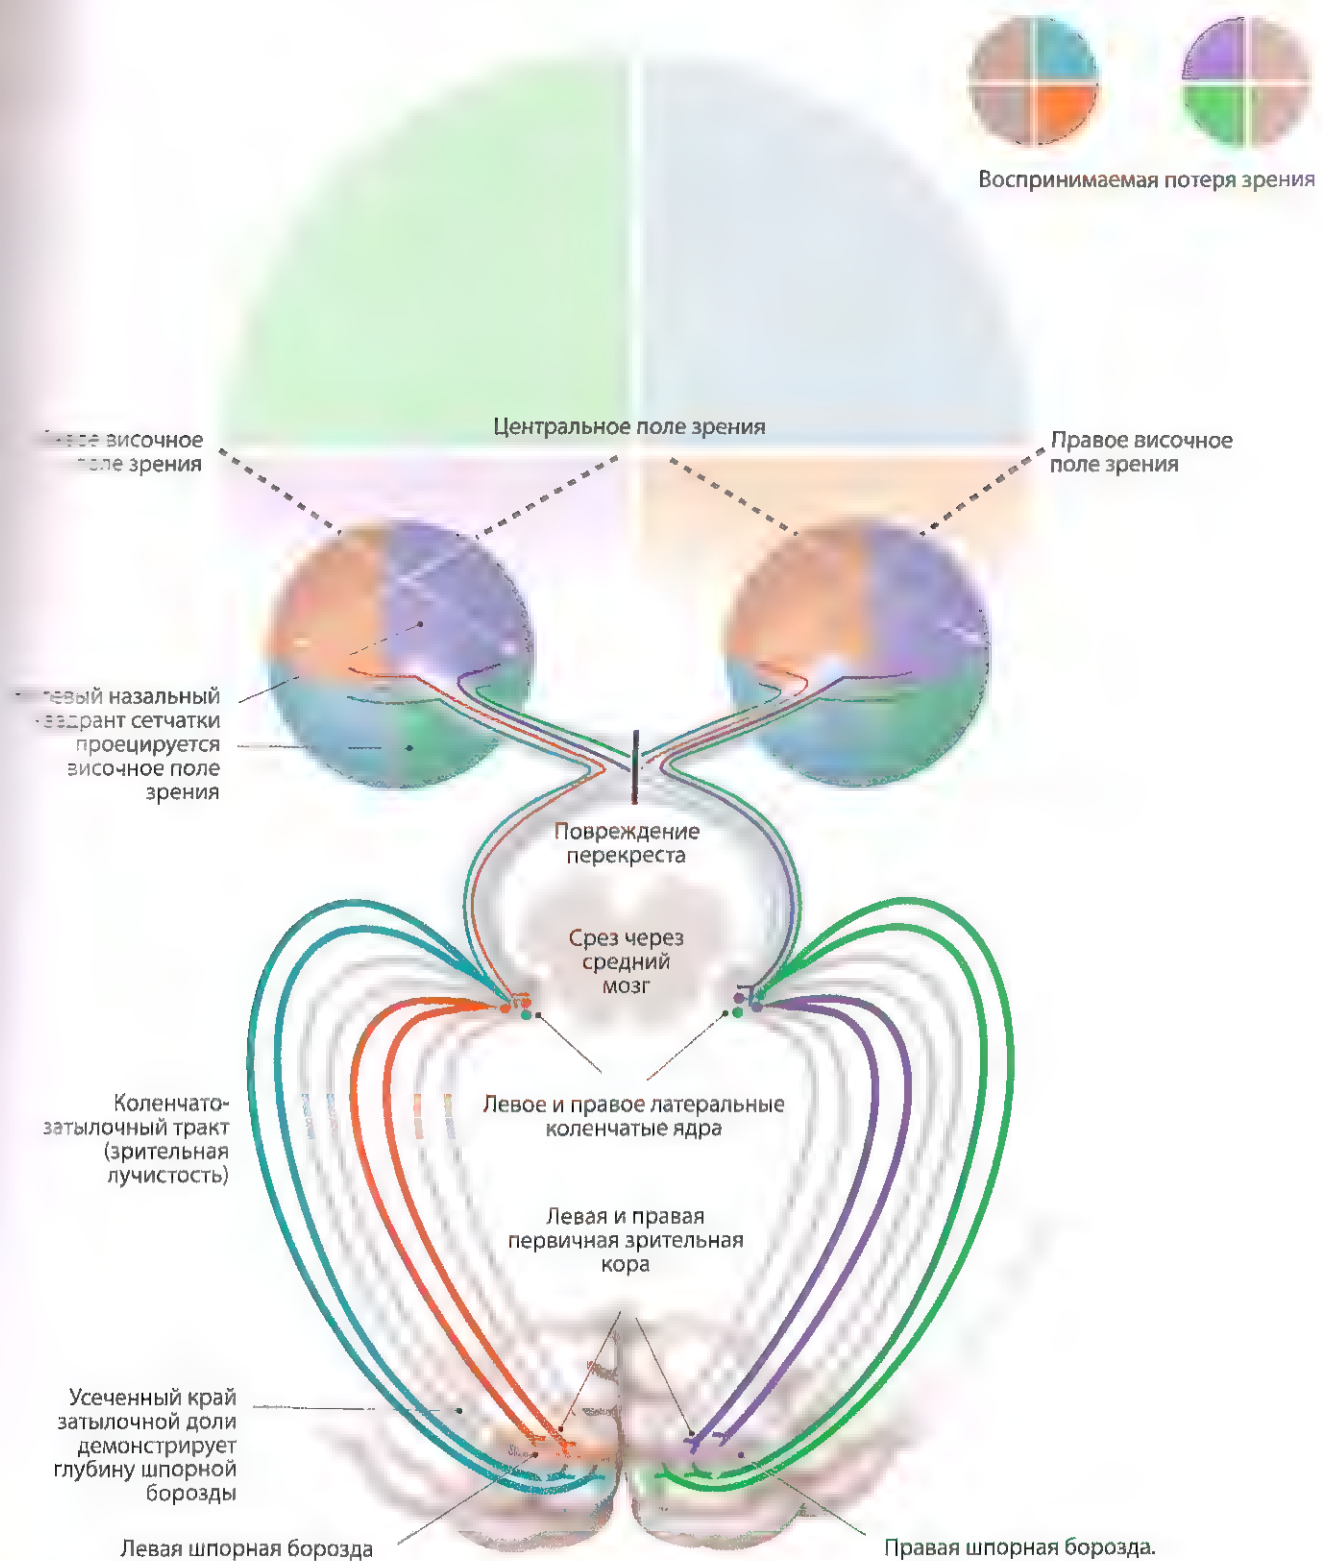 Воспринимаемая потеря зрения
Центральное поле зрения
височное
поле зрения
Правое височное
поле зрения
назальный
сетчатки
проецируется
височное поле
зрения
Повреждение
перекреста
Срез через
средний
мозг
Коленчато-
затылочный тракт
(зрительная
лучистость)
Левое и правое латеральные
коленчатые ядра
Левая и правая
первичная зрительная
кора
Усеченный край
затылочной доли
демонстрирует
глубину шпорной
борозды
Левая шпорная борозда
Правая шпорная борозда.